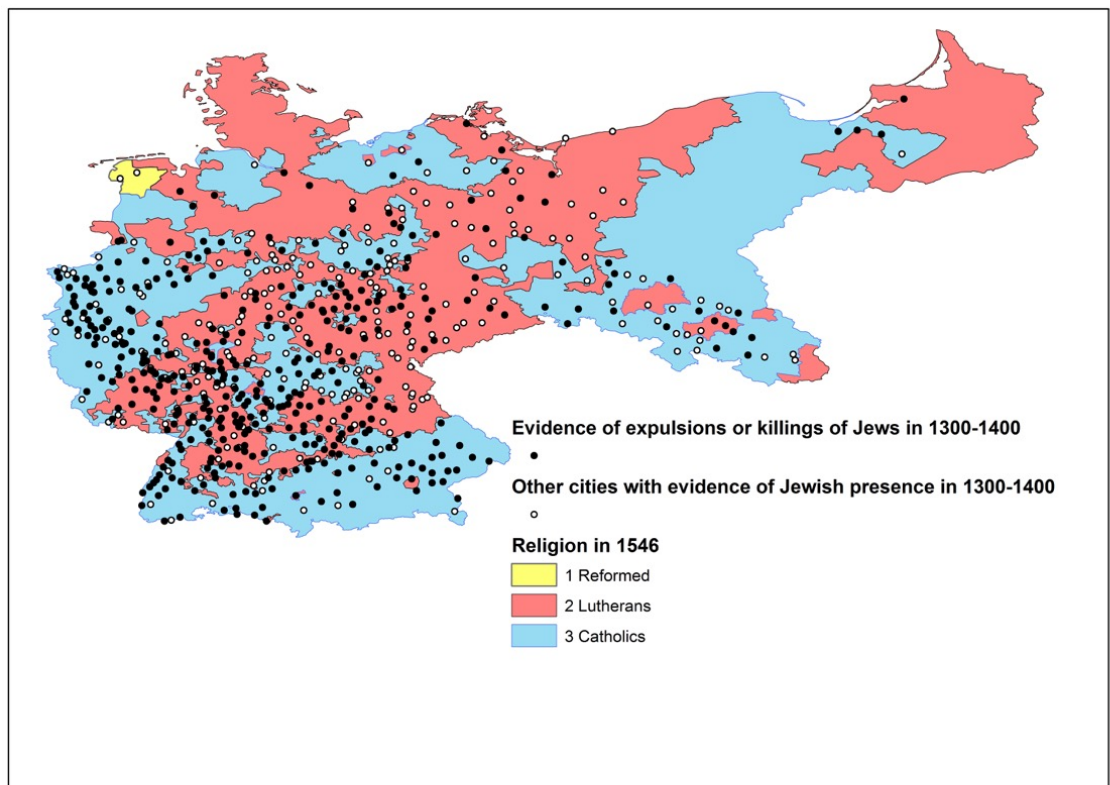 Evidence of expulsions or killings of Jews in 1300-1400
Other cities with evidence of Jewish presence in 1300-1400
Religion in 1546
1 Reformed
2 Lutherans
3 Catholics